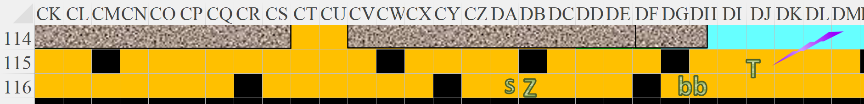 CK CL CM CN CO CP CQ CR CS CT CU CV CW CX CY CZ DA DB DC DD DE DF DG DH DI DJ DK DL DM
114
115 T
116 s Z bb